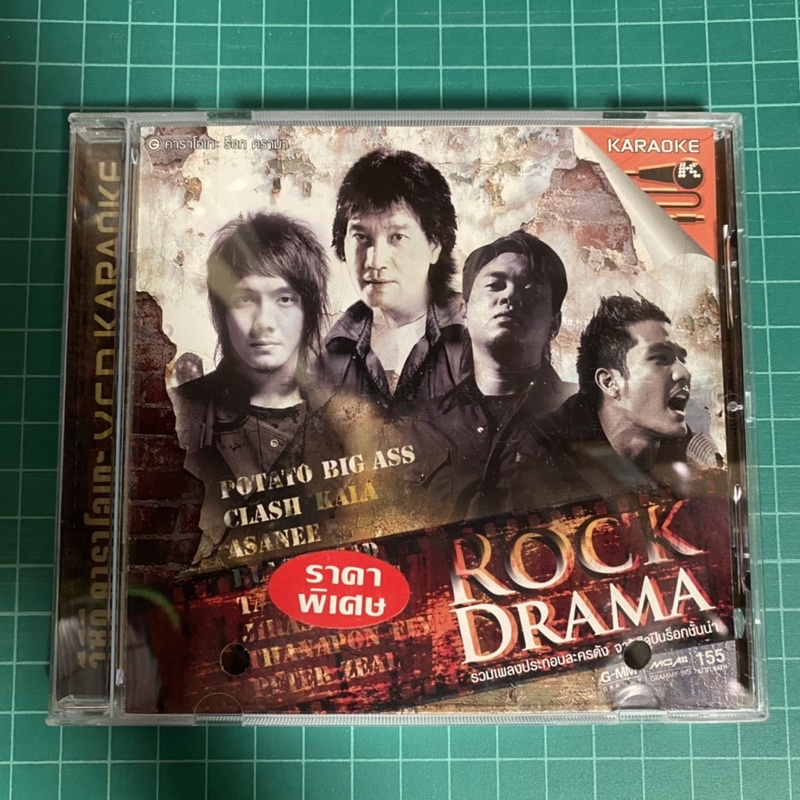 G คาราโอเกะ ร็อก ดราม่า
KARAOKE
วีซีดี คาราโอเกะ VCD KARAOKE
POTATO BIG ASS
CLASH KALA
ASANEE
ราคา
พิเศษ
THANAPON
PETER ZEAL
ROCK
DRAMA
รวมเพลงประกอบละครดัง จากศิลปินร็อกชั้นนำ
MGA
155